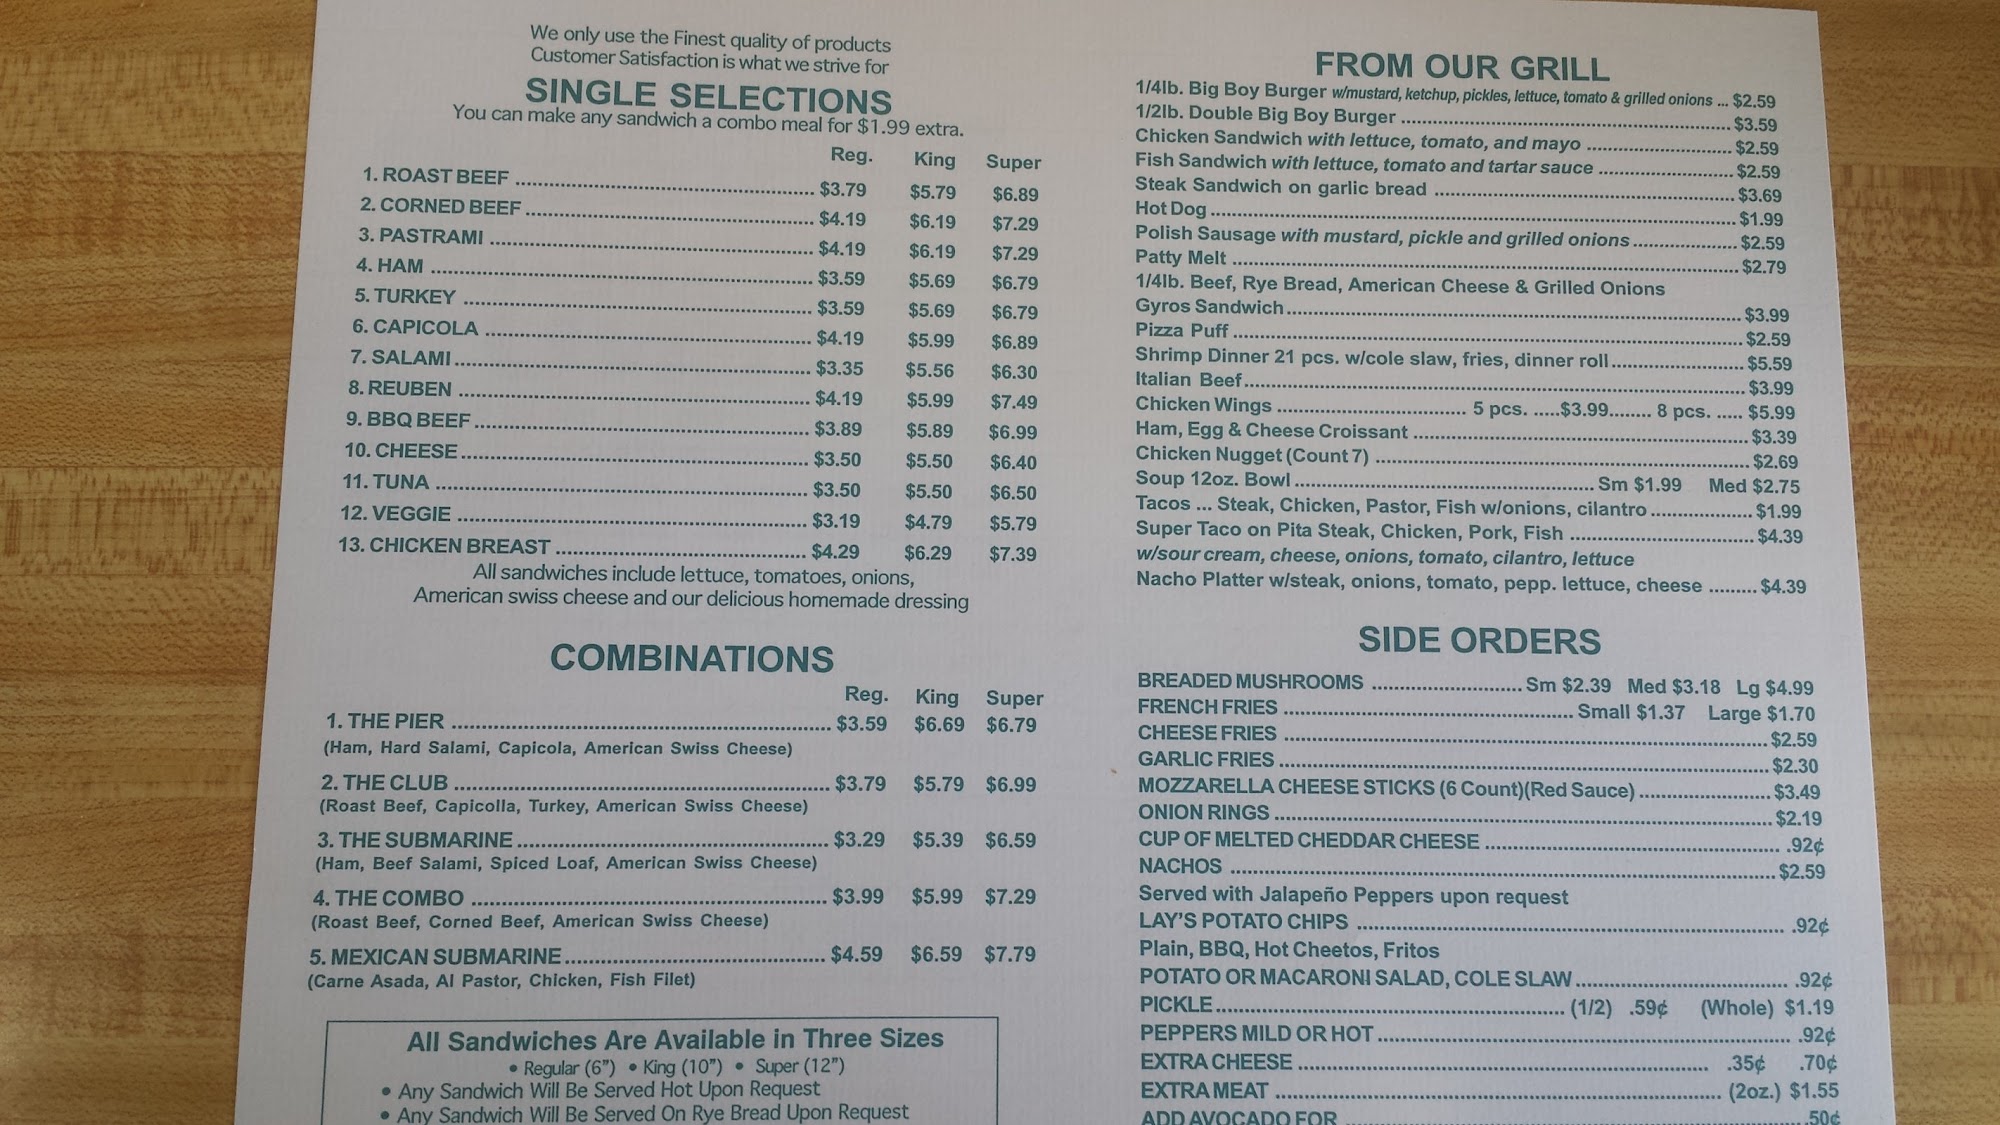 We only use the Finest quality of products
Customer Satisfaction is what we strive for
SINGLE SELECTIONS
You can make any sandwich a combo meal for $1.99 extra.
Reg. King Super
1. ROAST BEEF ........ $3.79 $5.79 $6.89
2. CORNED BEEF ........ $4.19 $6.19 $7.29
3. PASTRAMI ........ $4.19 $6.19 $7.29
4. HAM ........ $3.59 $5.69 $6.79
5. TURKEY ........ $3.59 $5.69 $6.79
6. CAPICOLA ........ $4.19 $5.99 $6.89
7. SALAMI ........ $3.35 $5.56 $6.30
8. REUBEN ........ $4.19 $5.99 $7.49
9. BBQ BEEF ........ $3.89 $5.89 $6.99
10. CHEESE ........ $3.50 $5.50 $6.40
11. TUNA ........ $3.50 $5.50 $6.50
12. VEGGIE ........ $3.19 $4.79 $5.79
13. CHICKEN BREAST ........ $4.29 $6.29 $7.39
All sandwiches include lettuce, tomatoes, onions,
American swiss cheese and our delicious homemade dressing
COMBINATIONS
Reg. King Super
1. THE PIER ........ $3.59 $6.69 $6.79
(Ham, Hard Salami, Capicola, American Swiss Cheese)
2. THE CLUB ........ $3.79 $5.79 $6.99
(Roast Beef, Capicolla, Turkey, American Swiss Cheese)
3. THE SUBMARINE ........ $3.29 $5.39 $6.59
(Ham, Beef Salami, Spiced Loaf, American Swiss Cheese)
4. THE COMBO ........ $3.99 $5.99 $7.29
(Roast Beef, Corned Beef, American Swiss Cheese)
5. MEXICAN SUBMARINE ........ $4.59 $6.59 $7.79
(Carne Asada, Al Pastor, Chicken, Fish Filet)
All Sandwiches Are Available in Three Sizes
• Regular (6") • King (10") • Super (12")
• Any Sandwich Will Be Served Hot Upon Request
• Any Sandwich Will Be Served On Rye Bread Upon Request
FROM OUR GRILL
1/4lb. Big Boy Burger w/mustard, ketchup, pickles, lettuce, tomato & grilled onions ... $2.59
1/2lb. Double Big Boy Burger ........ $3.59
Chicken Sandwich with lettuce, tomato, and mayo ........ $2.59
Fish Sandwich with lettuce, tomato and tartar sauce ........ $2.59
Steak Sandwich on garlic bread ........ $3.69
Hot Dog ........ $1.99
Polish Sausage with mustard, pickle and grilled onions ........ $2.59
Patty Melt ........ $2.79
1/4lb. Beef, Rye Bread, American Cheese & Grilled Onions
Gyros Sandwich ........ $3.99
Pizza Puff ........ $2.59
Shrimp Dinner 21 pcs. w/cole slaw, fries, dinner roll ........ $5.59
Italian Beef ........ $3.99
Chicken Wings ........ 5 pcs. .....$3.99........ 8 pcs. ..... $5.99
Ham, Egg & Cheese Croissant ........ $3.39
Chicken Nugget (Count 7) ........ $2.69
Soup 12oz. Bowl ........ Sm $1.99 Med $2.75
Tacos ... Steak, Chicken, Pastor, Fish w/onions, cilantro ........ $1.99
Super Taco on Pita Steak, Chicken, Pork, Fish ........ $4.39
w/sour cream, cheese, onions, tomato, cilantro, lettuce
Nacho Platter w/steak, onions, tomato, pepp. lettuce, cheese ......... $4.39
SIDE ORDERS
BREADED MUSHROOMS ........ Sm $2.39 Med $3.18 Lg $4.99
FRENCH FRIES ........ Small $1.37 Large $1.70
CHEESE FRIES ........ $2.59
GARLIC FRIES ........ $2.30
MOZZARELLA CHEESE STICKS (6 Count)(Red Sauce) ........ $3.49
ONION RINGS ........ $2.19
CUP OF MELTED CHEDDAR CHEESE ........ .92¢
NACHOS ........ $2.59
Served with Jalapeño Peppers upon request
LAY'S POTATO CHIPS ........ .92¢
Plain, BBQ, Hot Cheetos, Fritos
POTATO OR MACARONI SALAD, COLE SLAW ........ .92¢
PICKLE ........ (1/2) .59¢ (Whole) $1.19
PEPPERS MILD OR HOT ........ .92¢
EXTRA CHEESE ........ .35¢ .70¢
EXTRA MEAT ........ (2oz.) $1.55
ADD AVOCADO FOR ........ .50¢